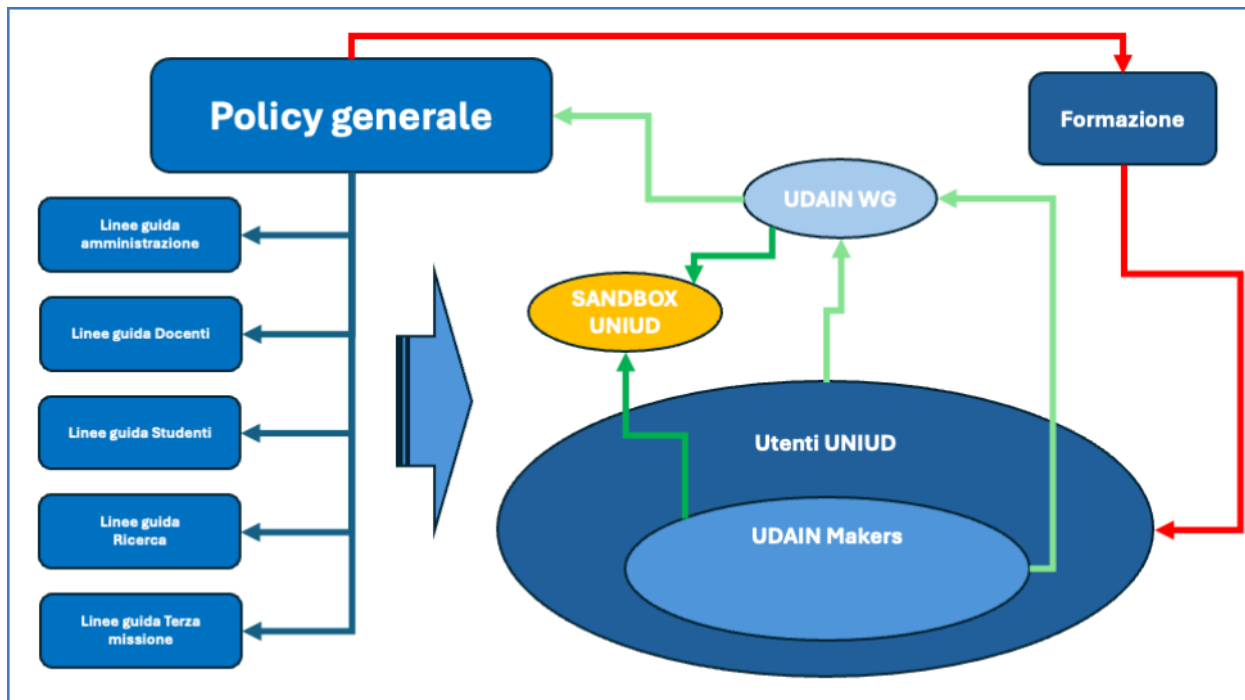 Policy generale
Formazione
Linee guida
amministrazione
UDAIN WG
SANDBOX
UNIUD
Linee guida Docenti
Linee guida Studenti
Utenti UNIUD
Linee guida
Ricerca
UDAIN Makers
Linee guida Terza
missione